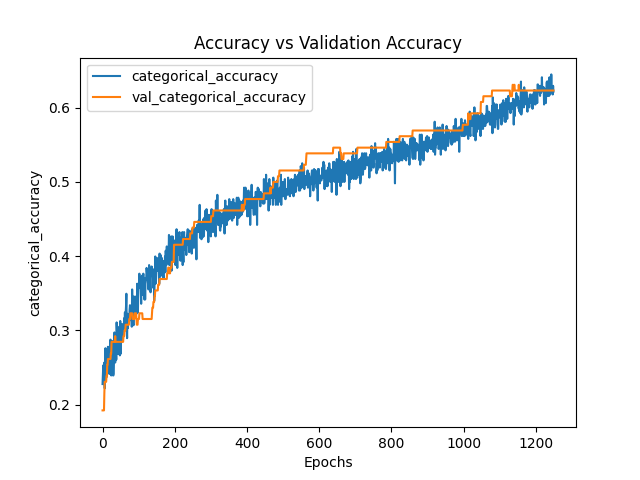 Accuracy vs Validation Accuracy
categorical_accuracy
val_categorical_accuracy
0.6
0.5
0.4
0.3
0.2
categorical_accuracy
0 200 400 600 800 1000 1200
Epochs